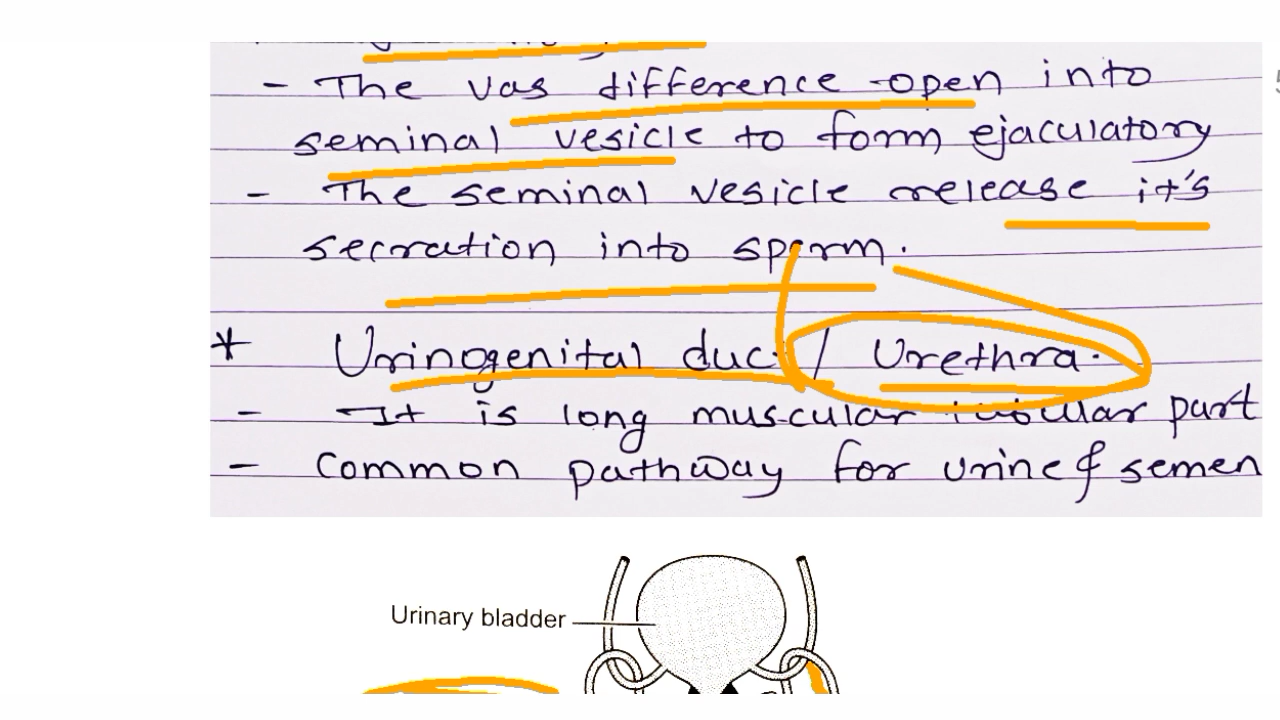 - The vas difference open into
seminal vesicle to form ejaculatory
- The seminal vesicle release it's
secration into sperm.
* Uringenital duc / Urethra.
- It is long muscular tubular part
- common pathway for urine & semen
Urinary bladder